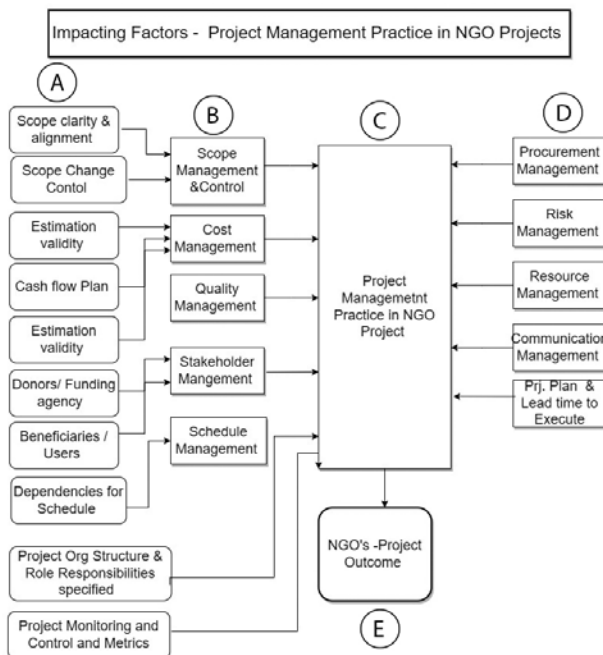 Impacting Factors - Project Management Practice in NGO Projects
A
B
C
D
Scope clarity &
alignment
Scope Change
Contol
Estimation
validity
Cash flow Plan
Estimation
validity
Donors/ Funding
agency
Beneficiaries /
Users
Dependencies for
Schedule
Project Org Structure &
Role Responsibilities
specified
Project Monitoring and
Control and Metrics
Scope
Management
&Control
Cost
Management
Quality
Management
Stakeholder
Mangement
Schedule
Management
Project
Managemetnt
Practice in NGO
Project
Procurement
Management
Risk
Management
Resource
Management
Communication
Management
Prj. Plan &
Lead time to
Execute
NGO's -Project
Outcome
E